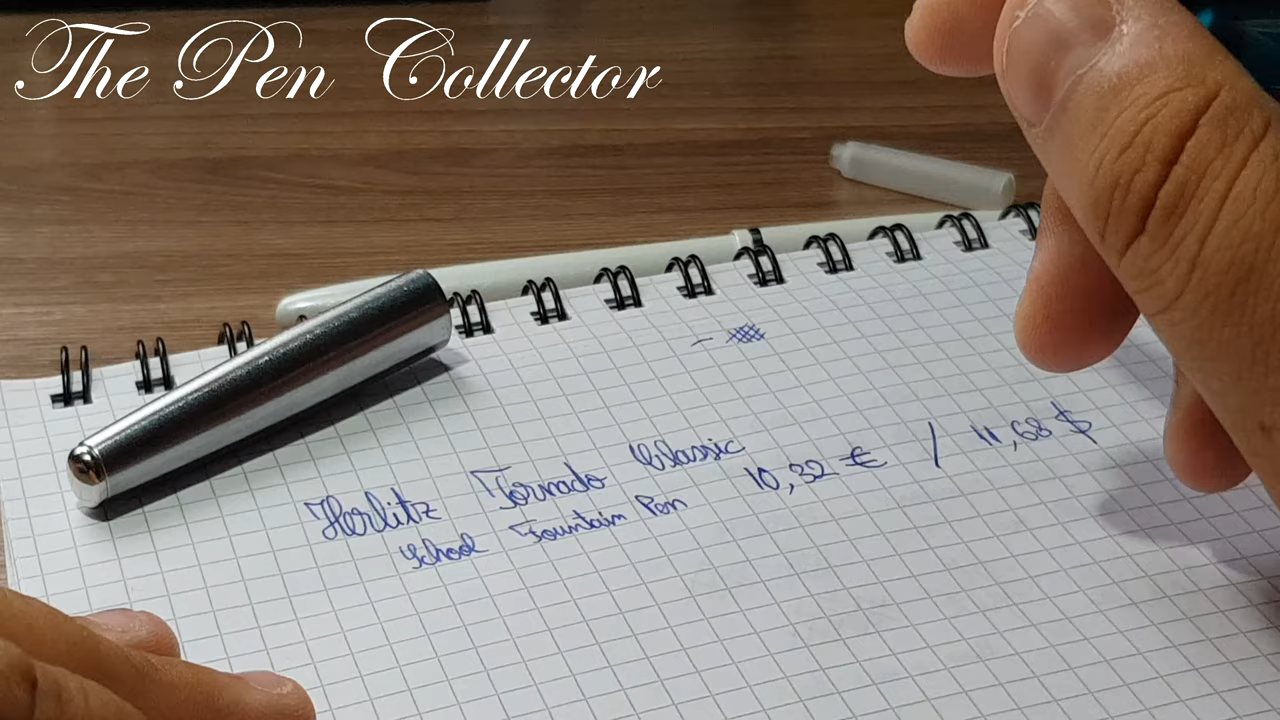 The Pen Collector
Herlitz Tornado Classic 10,32 € / 11,68 $
School Fountain Pen